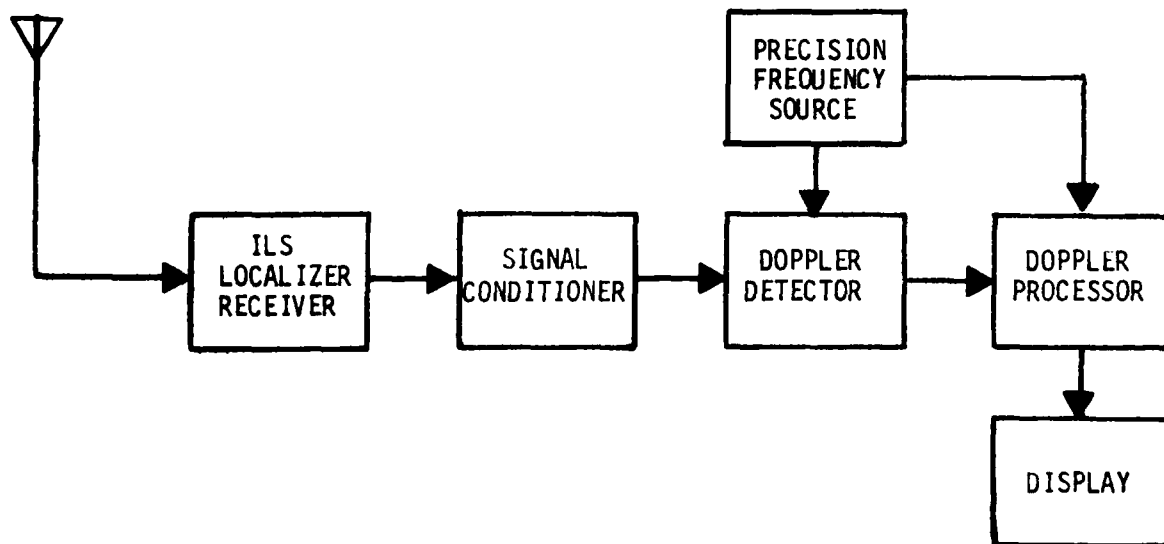 PRECISION
FREQUENCY
SOURCE
ILS
LOCALIZER
RECEIVER
SIGNAL
CONDITIONER
DOPPLER
DETECTOR
DOPPLER
PROCESSOR
DISPLAY